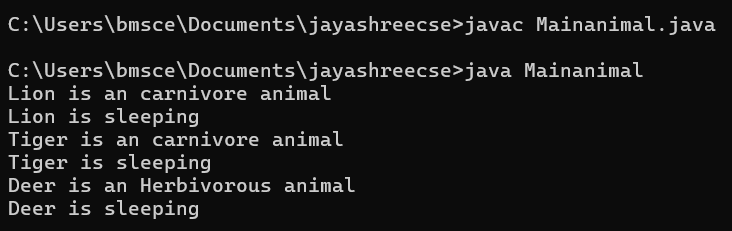 C:\Users\bmsce\Documents\jayashreecse>javac Mainanimal.java
C:\Users\bmsce\Documents\jayashreecse>java Mainanimal
Lion is an carnivore animal
Lion is sleeping
Tiger is an carnivore animal
Tiger is sleeping
Deer is an Herbivorous animal
Deer is sleeping